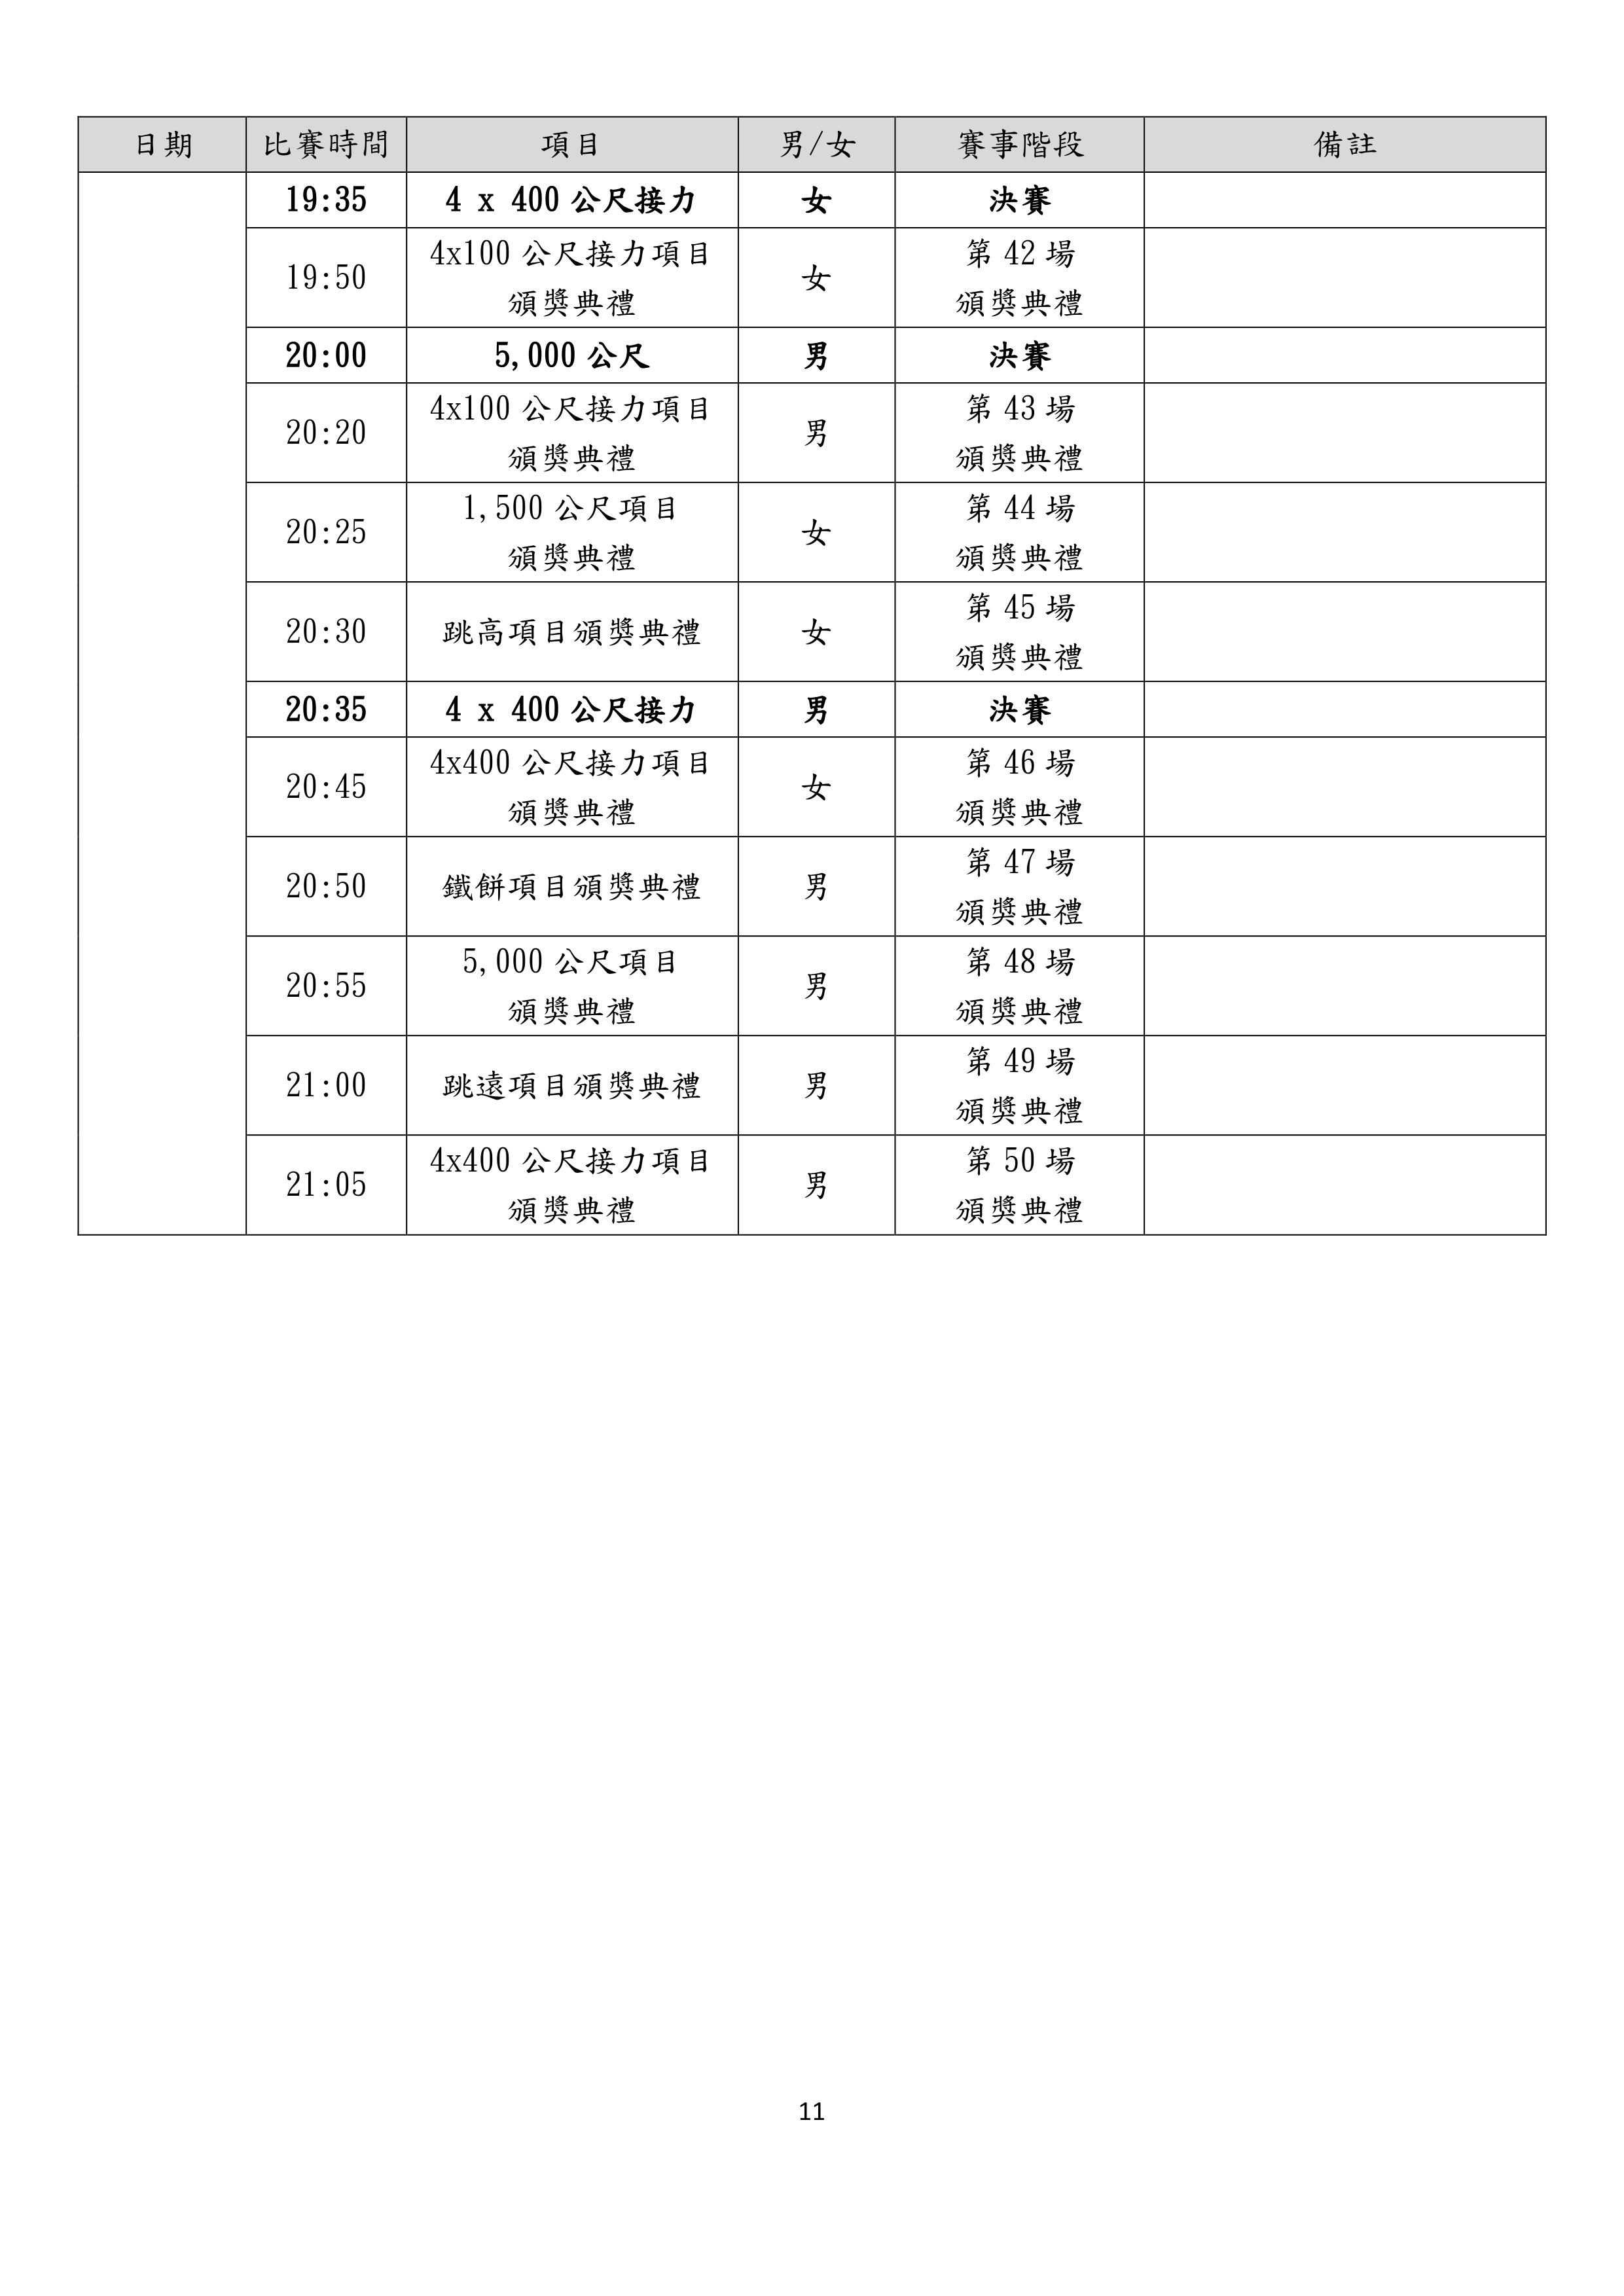 日期 比賽時間 項目 男/女 賽事階段 備註
19:35 4 x 400 公尺接力 女 決賽
19:50 4x100 公尺接力項目 女 第 42 場
頒獎典禮 頒獎典禮
20:00 5,000 公尺 男 決賽
20:20 4x100 公尺接力項目 男 第 43 場
頒獎典禮 頒獎典禮
20:25 1,500 公尺項目 女 第 44 場
頒獎典禮 頒獎典禮
20:30 跳高項目頒獎典禮 女 第 45 場
頒獎典禮
20:35 4 x 400 公尺接力 男 決賽
20:45 4x400 公尺接力項目 女 第 46 場
頒獎典禮 頒獎典禮
20:50 鐵餅項目頒獎典禮 男 第 47 場
頒獎典禮
20:55 5,000 公尺項目 男 第 48 場
頒獎典禮 頒獎典禮
21:00 跳遠項目頒獎典禮 男 第 49 場
頒獎典禮
21:05 4x400 公尺接力項目 男 第 50 場
頒獎典禮 頒獎典禮
11